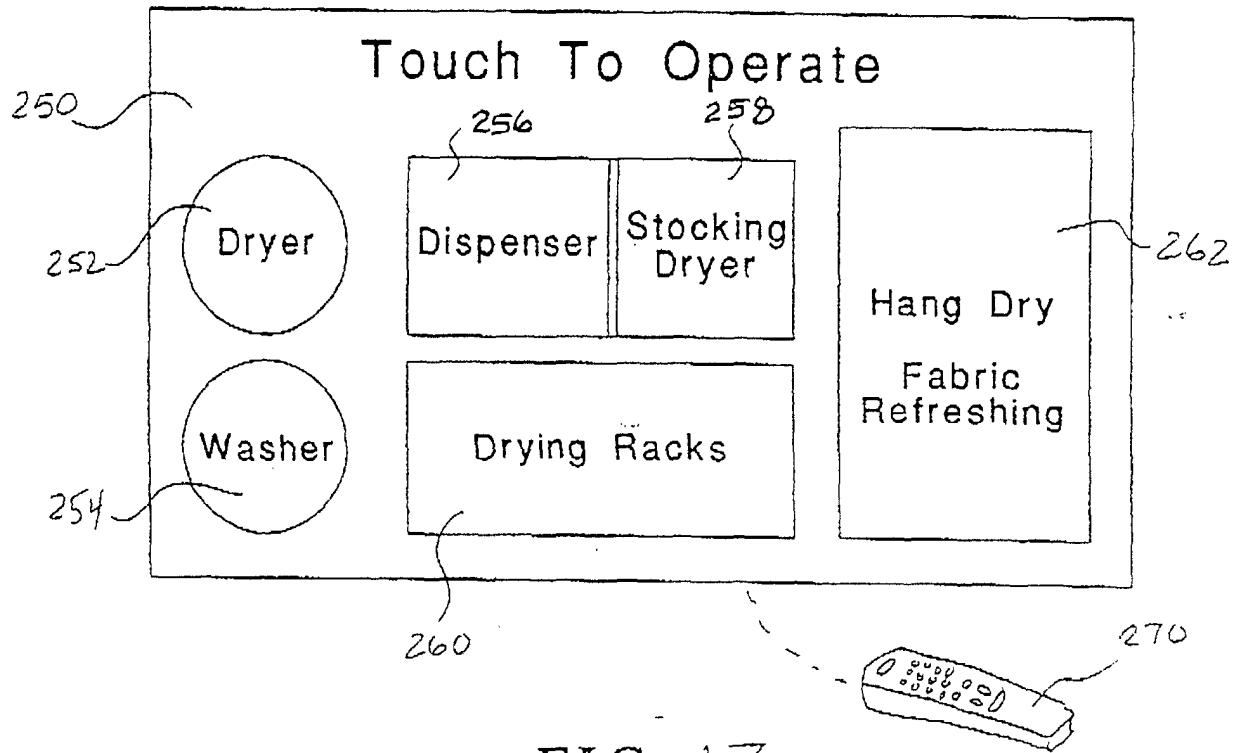 Touch To Operate
250
256
258
252
Dryer
Dispenser
Stocking
Dryer
262
Hang Dry
Fabric
Refreshing
254
Washer
Drying Racks
260
270